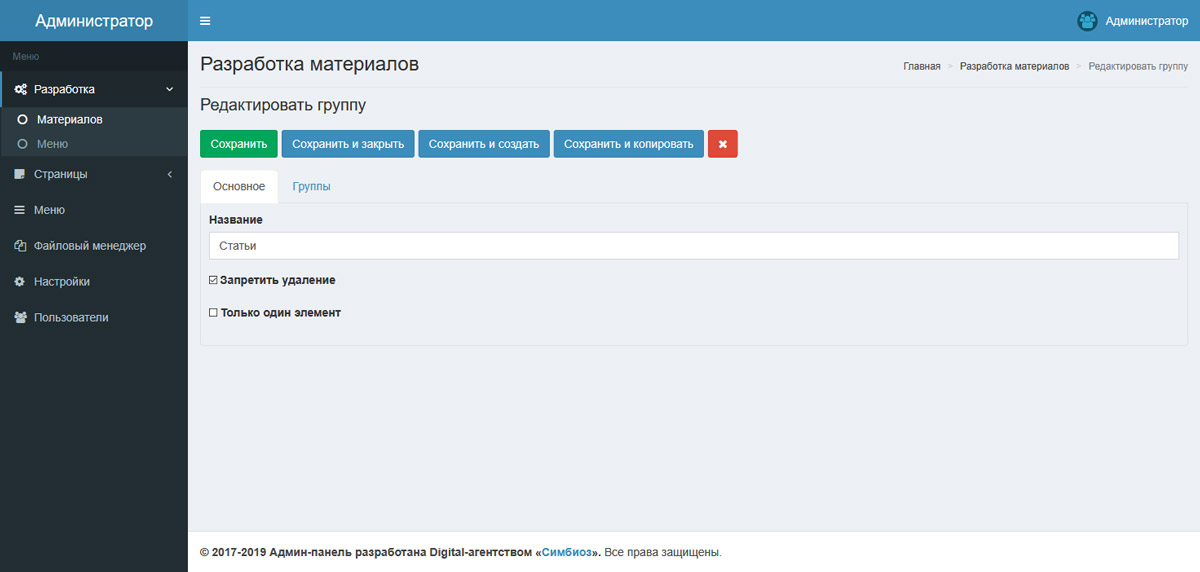 Администратор
Администратор
Меню
Разработка
Материалов
Меню
Страницы
Меню
Файловый менеджер
Настройки
Пользователи
Разработка материалов
Главная > Разработка материалов > Редактировать группу
Редактировать группу
Сохранить Сохранить и закрыть Сохранить и создать Сохранить и копировать
Основное Группы
Название
Статьи
Запретить удаление
Только один элемент
© 2017-2019 Админ-панель разработана Digital-агентством «Симбиоз». Все права защищены.